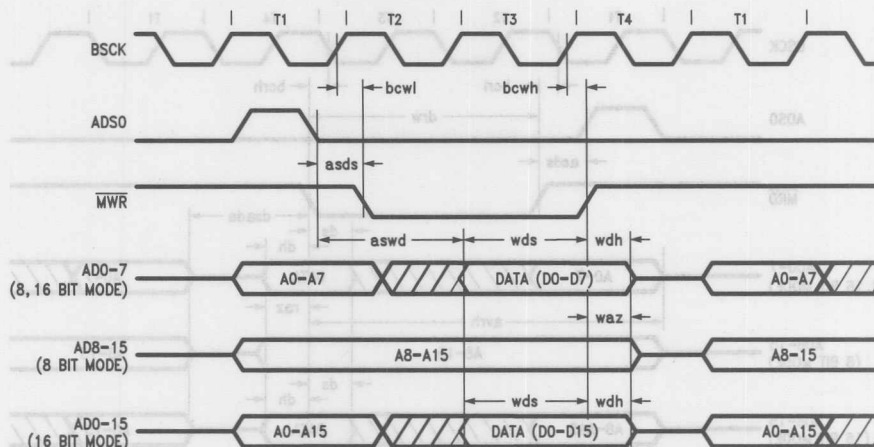 T1 T2 T3 T4 T1
BSCK
bcwl bcwh
ADS0
asds
MWR
aswd wds wdh
AD0-7
(8, 16 BIT MODE)
A0-A7 DATA (D0-D7) A0-A7
waz
AD8-15
(8 BIT MODE)
A8-A15 A8-15
wds wdh
AD0-15
(16 BIT MODE)
A0-A15 DATA (D0-D15) A0-A15